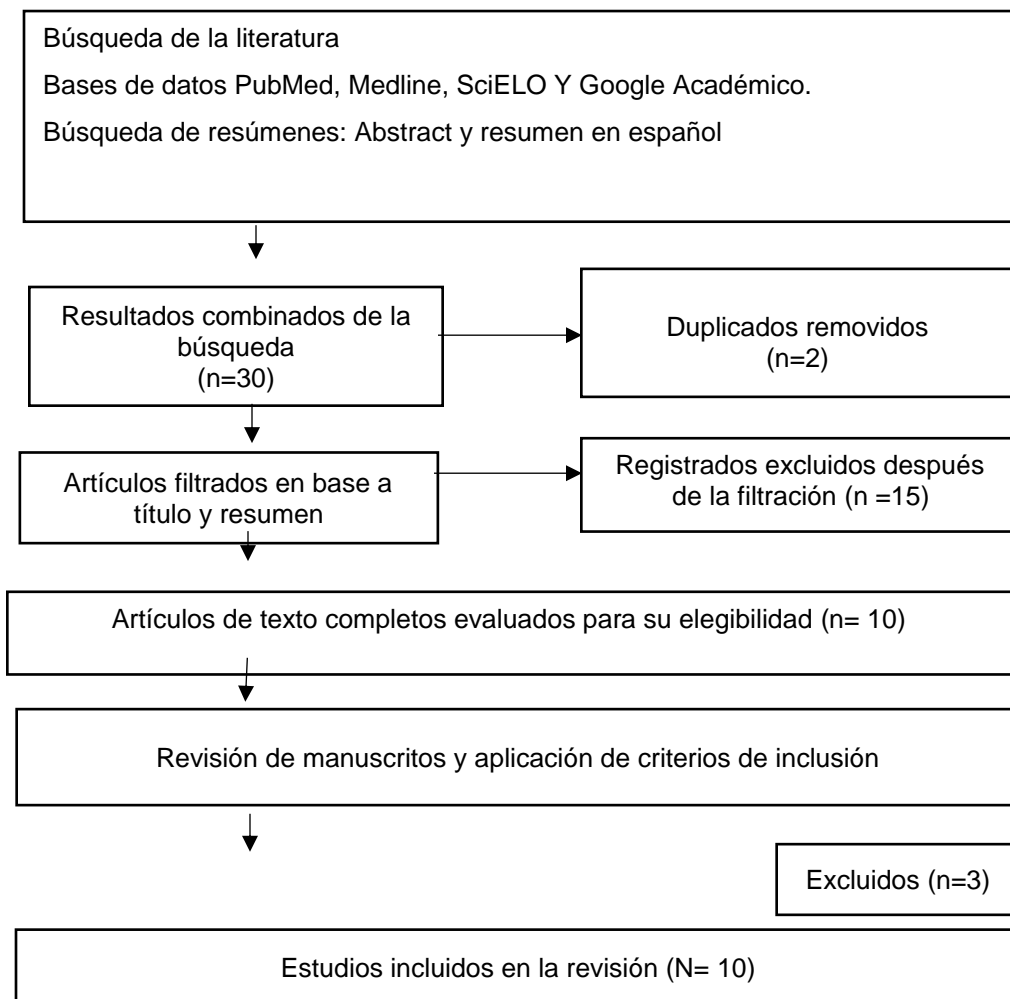 Búsqueda de la literatura
Bases de datos PubMed, Medline, SciELO Y Google Académico.
Búsqueda de resúmenes: Abstract y resumen en español
Resultados combinados de la
búsqueda
(n=30)
Duplicados removidos
(n=2)
Artículos filtrados en base a
título y resumen
Registrados excluidos después
de la filtración (n =15)
Artículos de texto completos evaluados para su elegibilidad (n= 10)
Revisión de manuscritos y aplicación de criterios de inclusión
Excluidos (n=3)
Estudios incluidos en la revisión (N= 10)